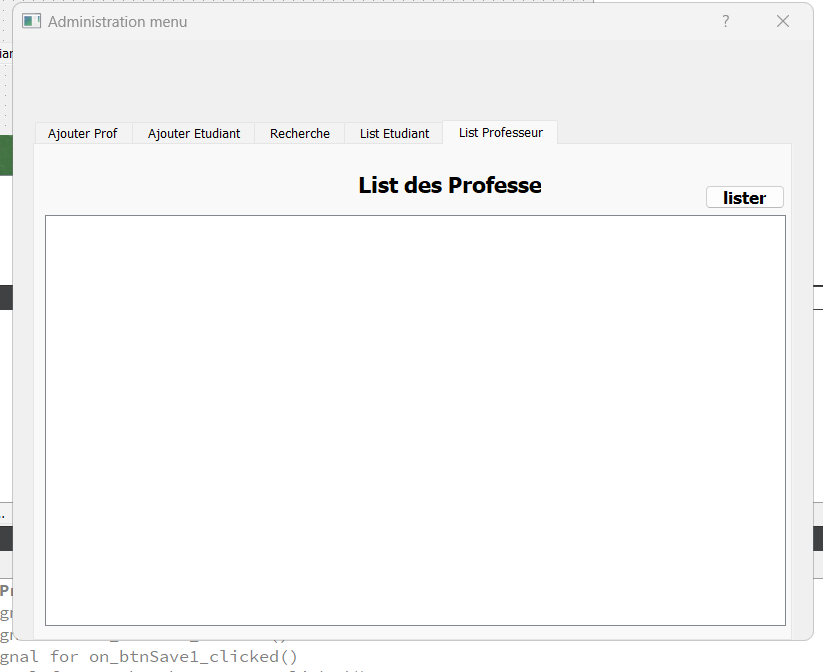 Administration menu
?
Ajouter Prof
Ajouter Etudiant
Recherche
List Etudiant
List Professeur
List des Professe
lister
gnal for on_btnSave1_clicked()